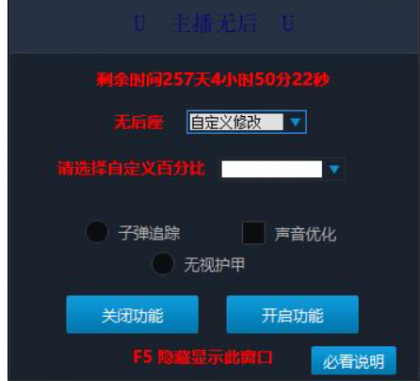 U 主播无后 U
剩余时间257天4小时50分22秒
无后座 自定义修改
请选择自定义百分比
子弹追踪 声音优化
无视护甲
关闭功能 开启功能
F5 隐藏显示此窗口 必看说明